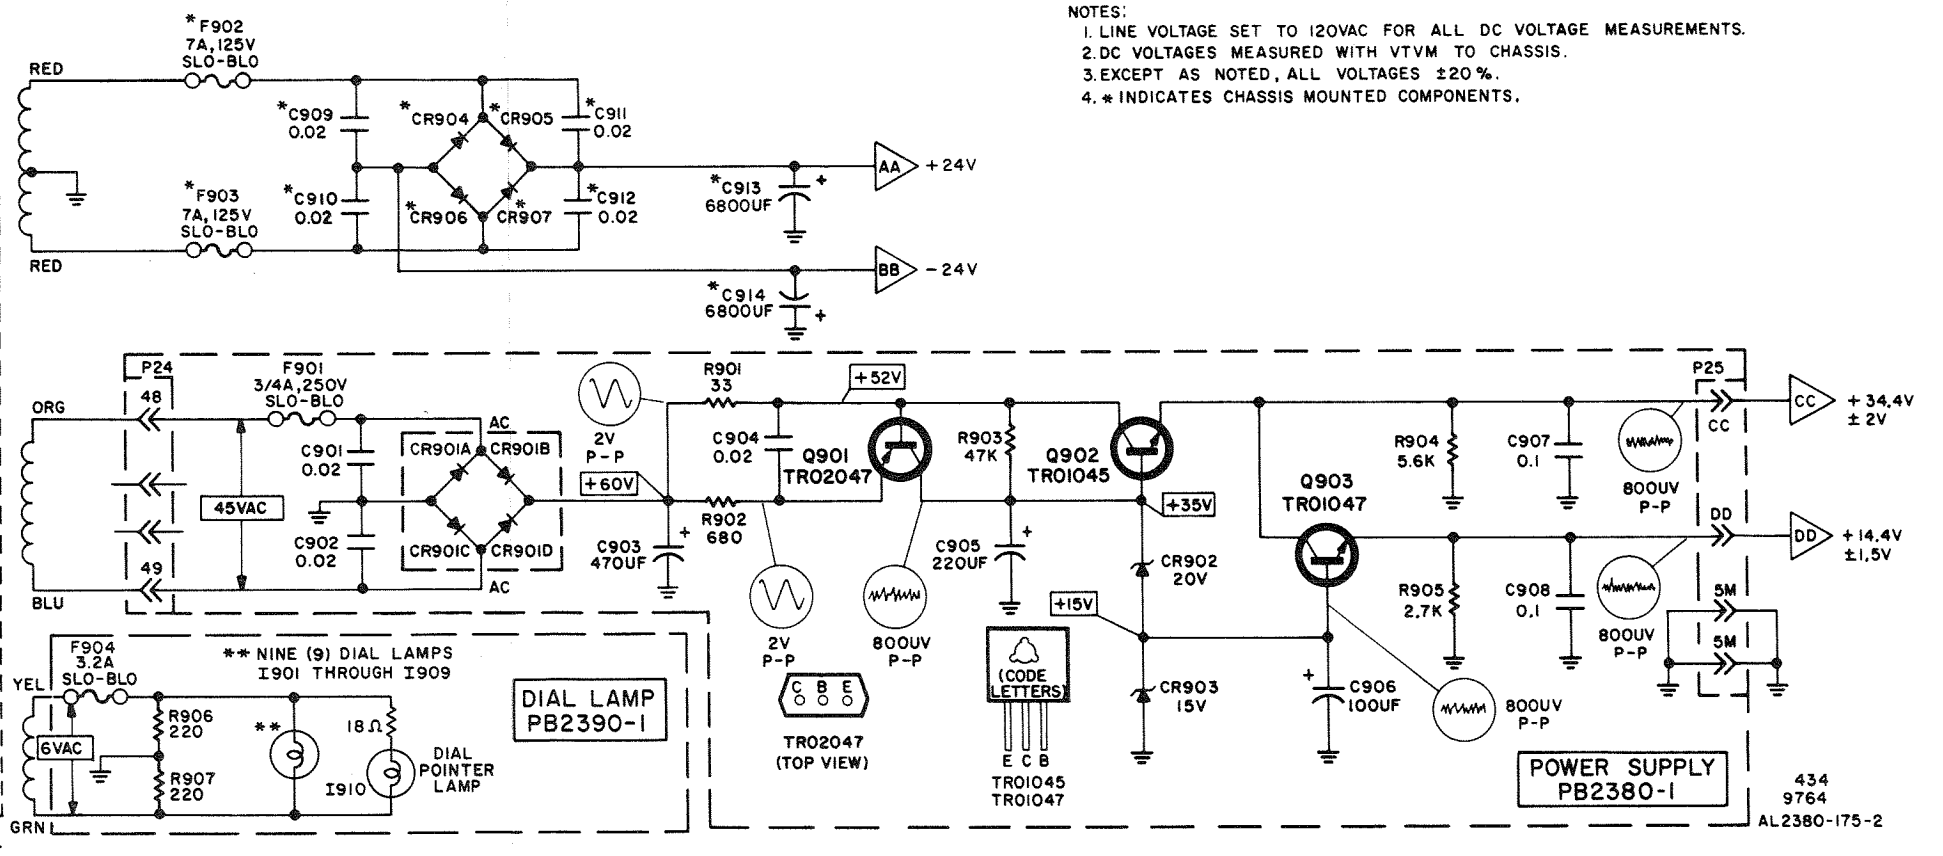 NOTES:
1. LINE VOLTAGE SET TO 120VAC FOR ALL DC VOLTAGE MEASUREMENTS.
2. DC VOLTAGES MEASURED WITH VTVM TO CHASSIS.
3. EXCEPT AS NOTED, ALL VOLTAGES ±20%.
4. * INDICATES CHASSIS MOUNTED COMPONENTS.
*F902
7A,125V
SLO-BLO
RED
*C909
0.02
*CR904
*CR905
*C911
0.02
AA
+24V
*F903
7A,125V
SLO-BLO
*C910
0.02
*CR906
*CR907
*C912
0.02
*C913
6800UF
+
RED
BB
-24V
*C914
6800UF
+
P24
F901
3/4A,250V
SLO-BLO
ORG
48
AC
C901
0.02
CR901A
CR901B
45VAC
C902
0.02
CR901C
CR901D
49
BLU
AC
2V
P-P
+60V
R901
33
+52V
C904
0.02
Q901
TR02047
R903
47K
Q902
TR01045
R902
680
C903
470UF
+
2V
P-P
800UV
P-P
C905
220UF
+
+35V
CR902
20V
+15V
CR903
15V
Q903
TR01047
C906
100UF
+
800UV
P-P
R904
5.6K
C907
0.1
800UV
P-P
R905
2.7K
C908
0.1
800UV
P-P
P25
CC
CC
+34.4V
±2V
DD
DD
+14.4V
±1.5V
5M
5M
F904
3.2A
SLO-BLO
** NINE (9) DIAL LAMPS
I901 THROUGH I909
YEL
R906
220
6VAC
R907
220
GRN
**
18Ω
I910
DIAL
POINTER
LAMP
DIAL LAMP
PB2390-1
C B E
TR02047
(TOP VIEW)
(CODE
LETTERS)
E C B
TR01045
TR01047
POWER SUPPLY
PB2380-1
434
9764
AL2380-175-2